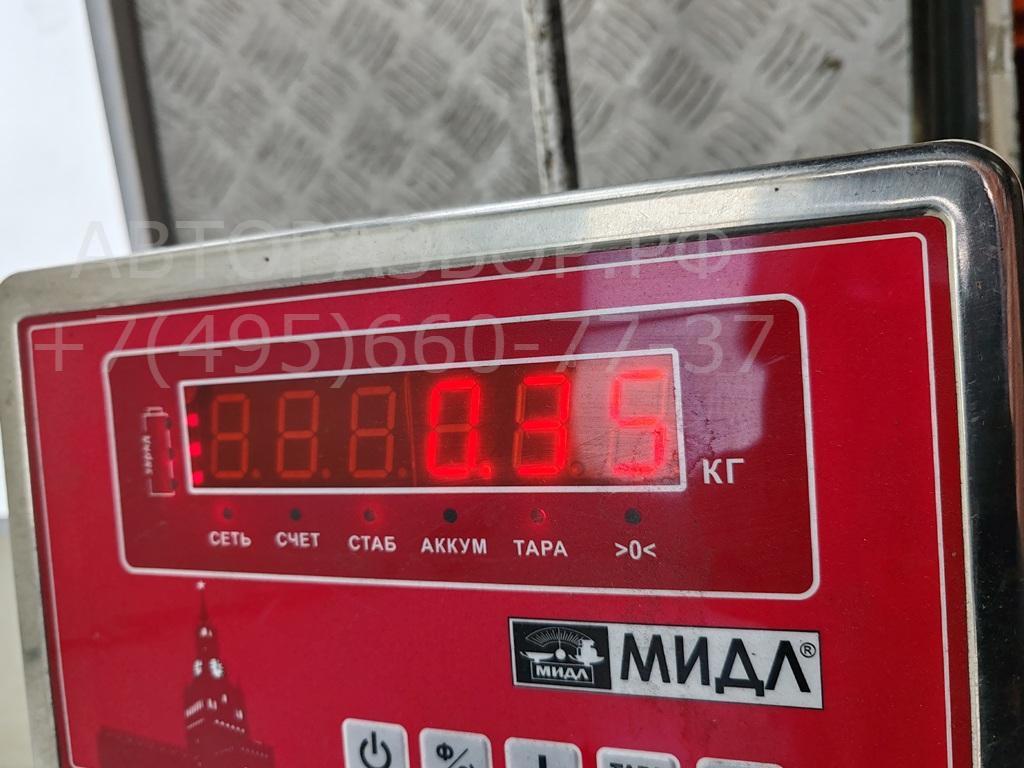 АВТОРАЗБОР.РФ
+7(495)660-77-37
0.35
КГ
СЕТЬ СЧЕТ СТАБ АККУМ ТАРА >0<
МИДЛ МИДЛ®
Ф/